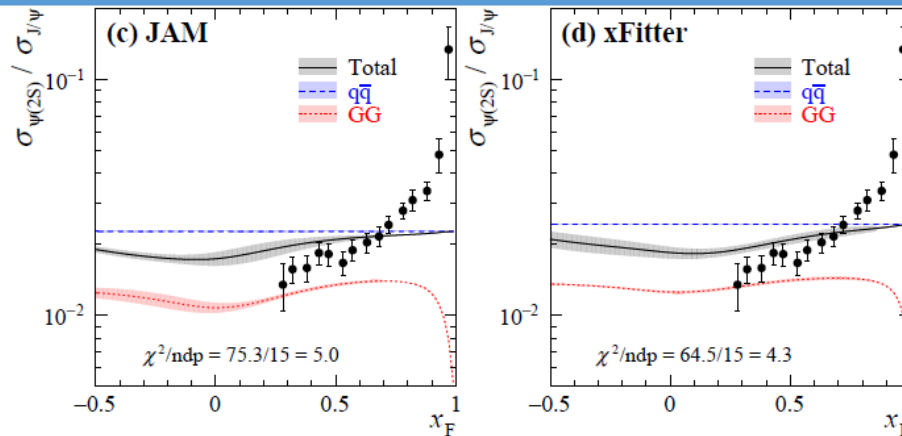 (c) JAM
σψ(2S) / σJ/ψ
10⁻¹
10⁻²
Total
qq̅
GG
χ²/ndp = 75.3/15 = 5.0
−0.5 0 0.5 1
xF
(d) xFitter
σψ(2S) / σJ/ψ
10⁻¹
10⁻²
Total
qq̅
GG
χ²/ndp = 64.5/15 = 4.3
−0.5 0 0.5
x